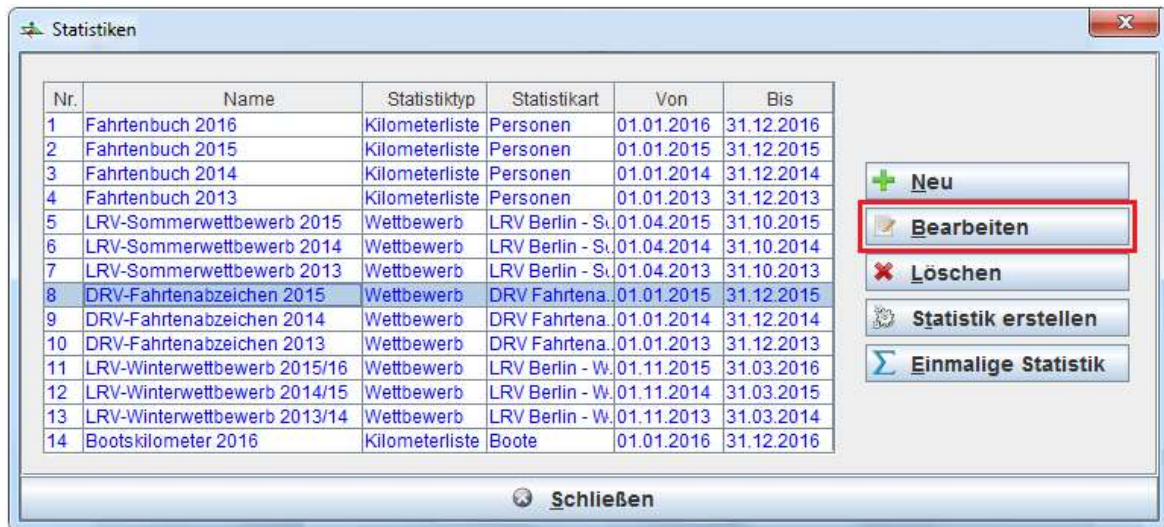 Statistiken
Nr. Name Statistiktyp Statistikart Von Bis
1 Fahrtenbuch 2016 Kilometerliste Personen 01.01.2016 31.12.2016
2 Fahrtenbuch 2015 Kilometerliste Personen 01.01.2015 31.12.2015
3 Fahrtenbuch 2014 Kilometerliste Personen 01.01.2014 31.12.2014
4 Fahrtenbuch 2013 Kilometerliste Personen 01.01.2013 31.12.2013
5 LRV-Sommerwettbewerb 2015 Wettbewerb LRV Berlin - Su. 01.04.2015 31.10.2015
6 LRV-Sommerwettbewerb 2014 Wettbewerb LRV Berlin - Su. 01.04.2014 31.10.2014
7 LRV-Sommerwettbewerb 2013 Wettbewerb LRV Berlin - Su. 01.04.2013 31.10.2013
8 DRV-Fahrtenabzeichen 2015 Wettbewerb DRV Fahrtena.. 01.01.2015 31.12.2015
9 DRV-Fahrtenabzeichen 2014 Wettbewerb DRV Fahrtena.. 01.01.2014 31.12.2014
10 DRV-Fahrtenabzeichen 2013 Wettbewerb DRV Fahrtena.. 01.01.2013 31.12.2013
11 LRV-Winterwettbewerb 2015/16 Wettbewerb LRV Berlin - W. 01.11.2015 31.03.2016
12 LRV-Winterwettbewerb 2014/15 Wettbewerb LRV Berlin - W. 01.11.2014 31.03.2015
13 LRV-Winterwettbewerb 2013/14 Wettbewerb LRV Berlin - W. 01.11.2013 31.03.2014
14 Bootskilometer 2016 Kilometerliste Boote 01.01.2016 31.12.2016
Neu
Bearbeiten
Löschen
Statistik erstellen
Einmalige Statistik
Schließen